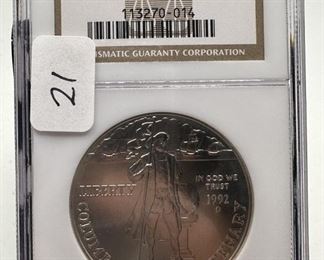 113270-014
NUMISMATIC GUARANTY CORPORATION
21
LIBERTY
IN GOD WE
TRUST
1992
D